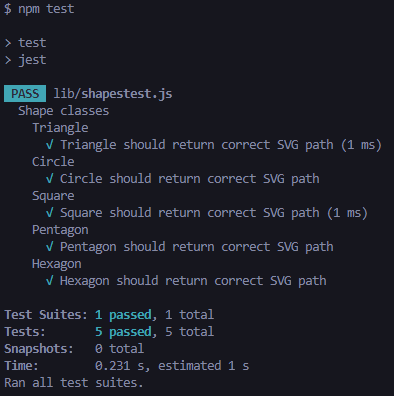 $ npm test
> test
> jest
PASS lib/shapestest.js
Shape classes
Triangle
√ Triangle should return correct SVG path (1 ms)
Circle
√ Circle should return correct SVG path
Square
√ Square should return correct SVG path (1 ms)
Pentagon
√ Pentagon should return correct SVG path
Hexagon
√ Hexagon should return correct SVG path
Test Suites: 1 passed, 1 total
Tests: 5 passed, 5 total
Snapshots: 0 total
Time: 0.231 s, estimated 1 s
Ran all test suites.